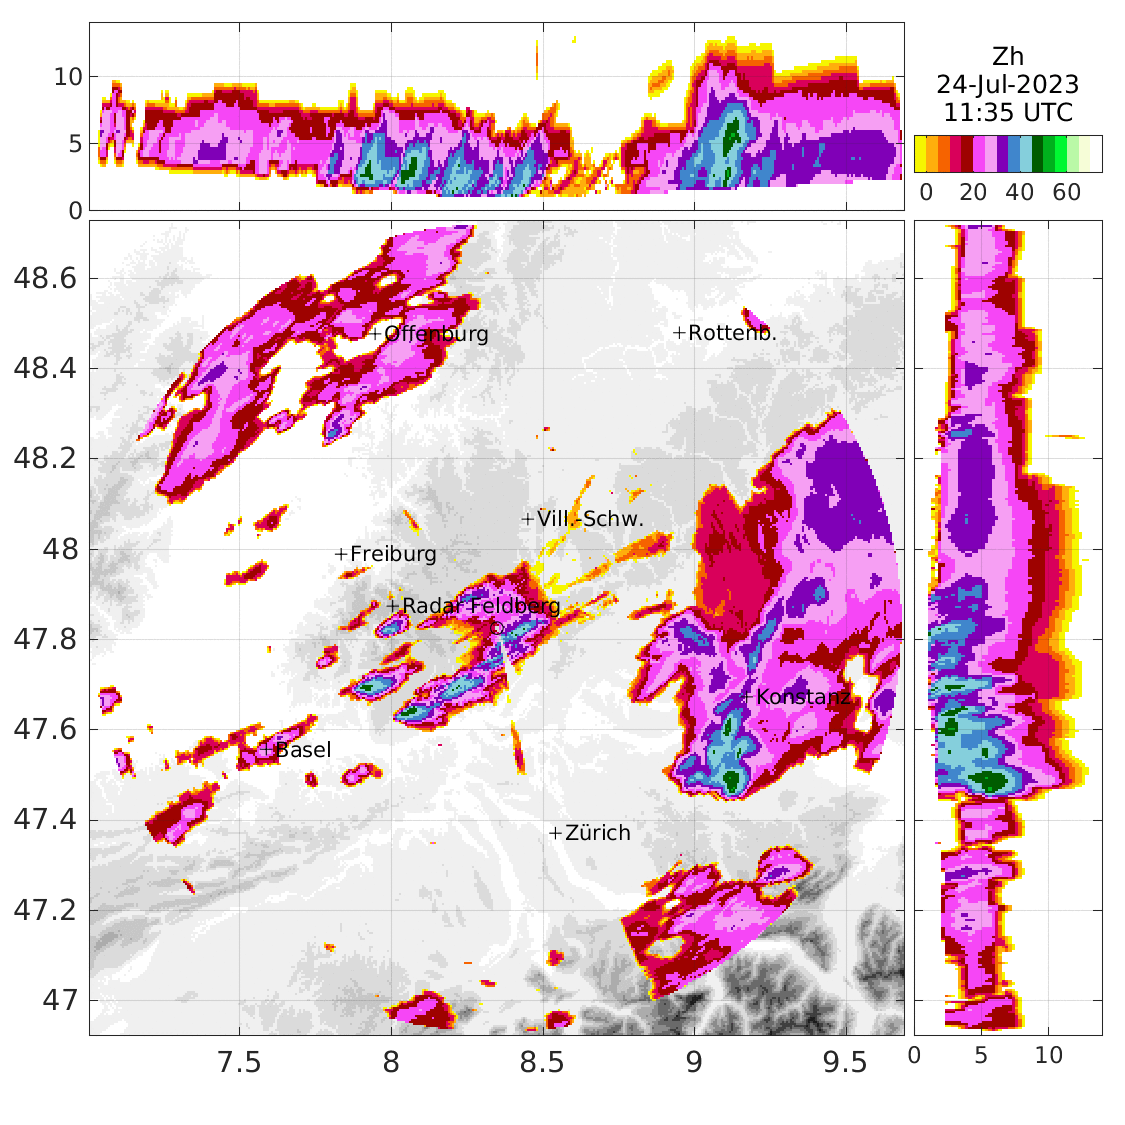 10
5
0
Zh
24-Jul-2023
11:35 UTC
0 20 40 60
48.6
48.4
48.2
48
47.8
47.6
47.4
47.2
47
+Offenburg
+Rottenb.
+Vill.-Schw.
+Freiburg
+Radar Feldberg
+Konstanz
+Basel
+Zürich
7.5 8 8.5 9 9.5
0 5 10